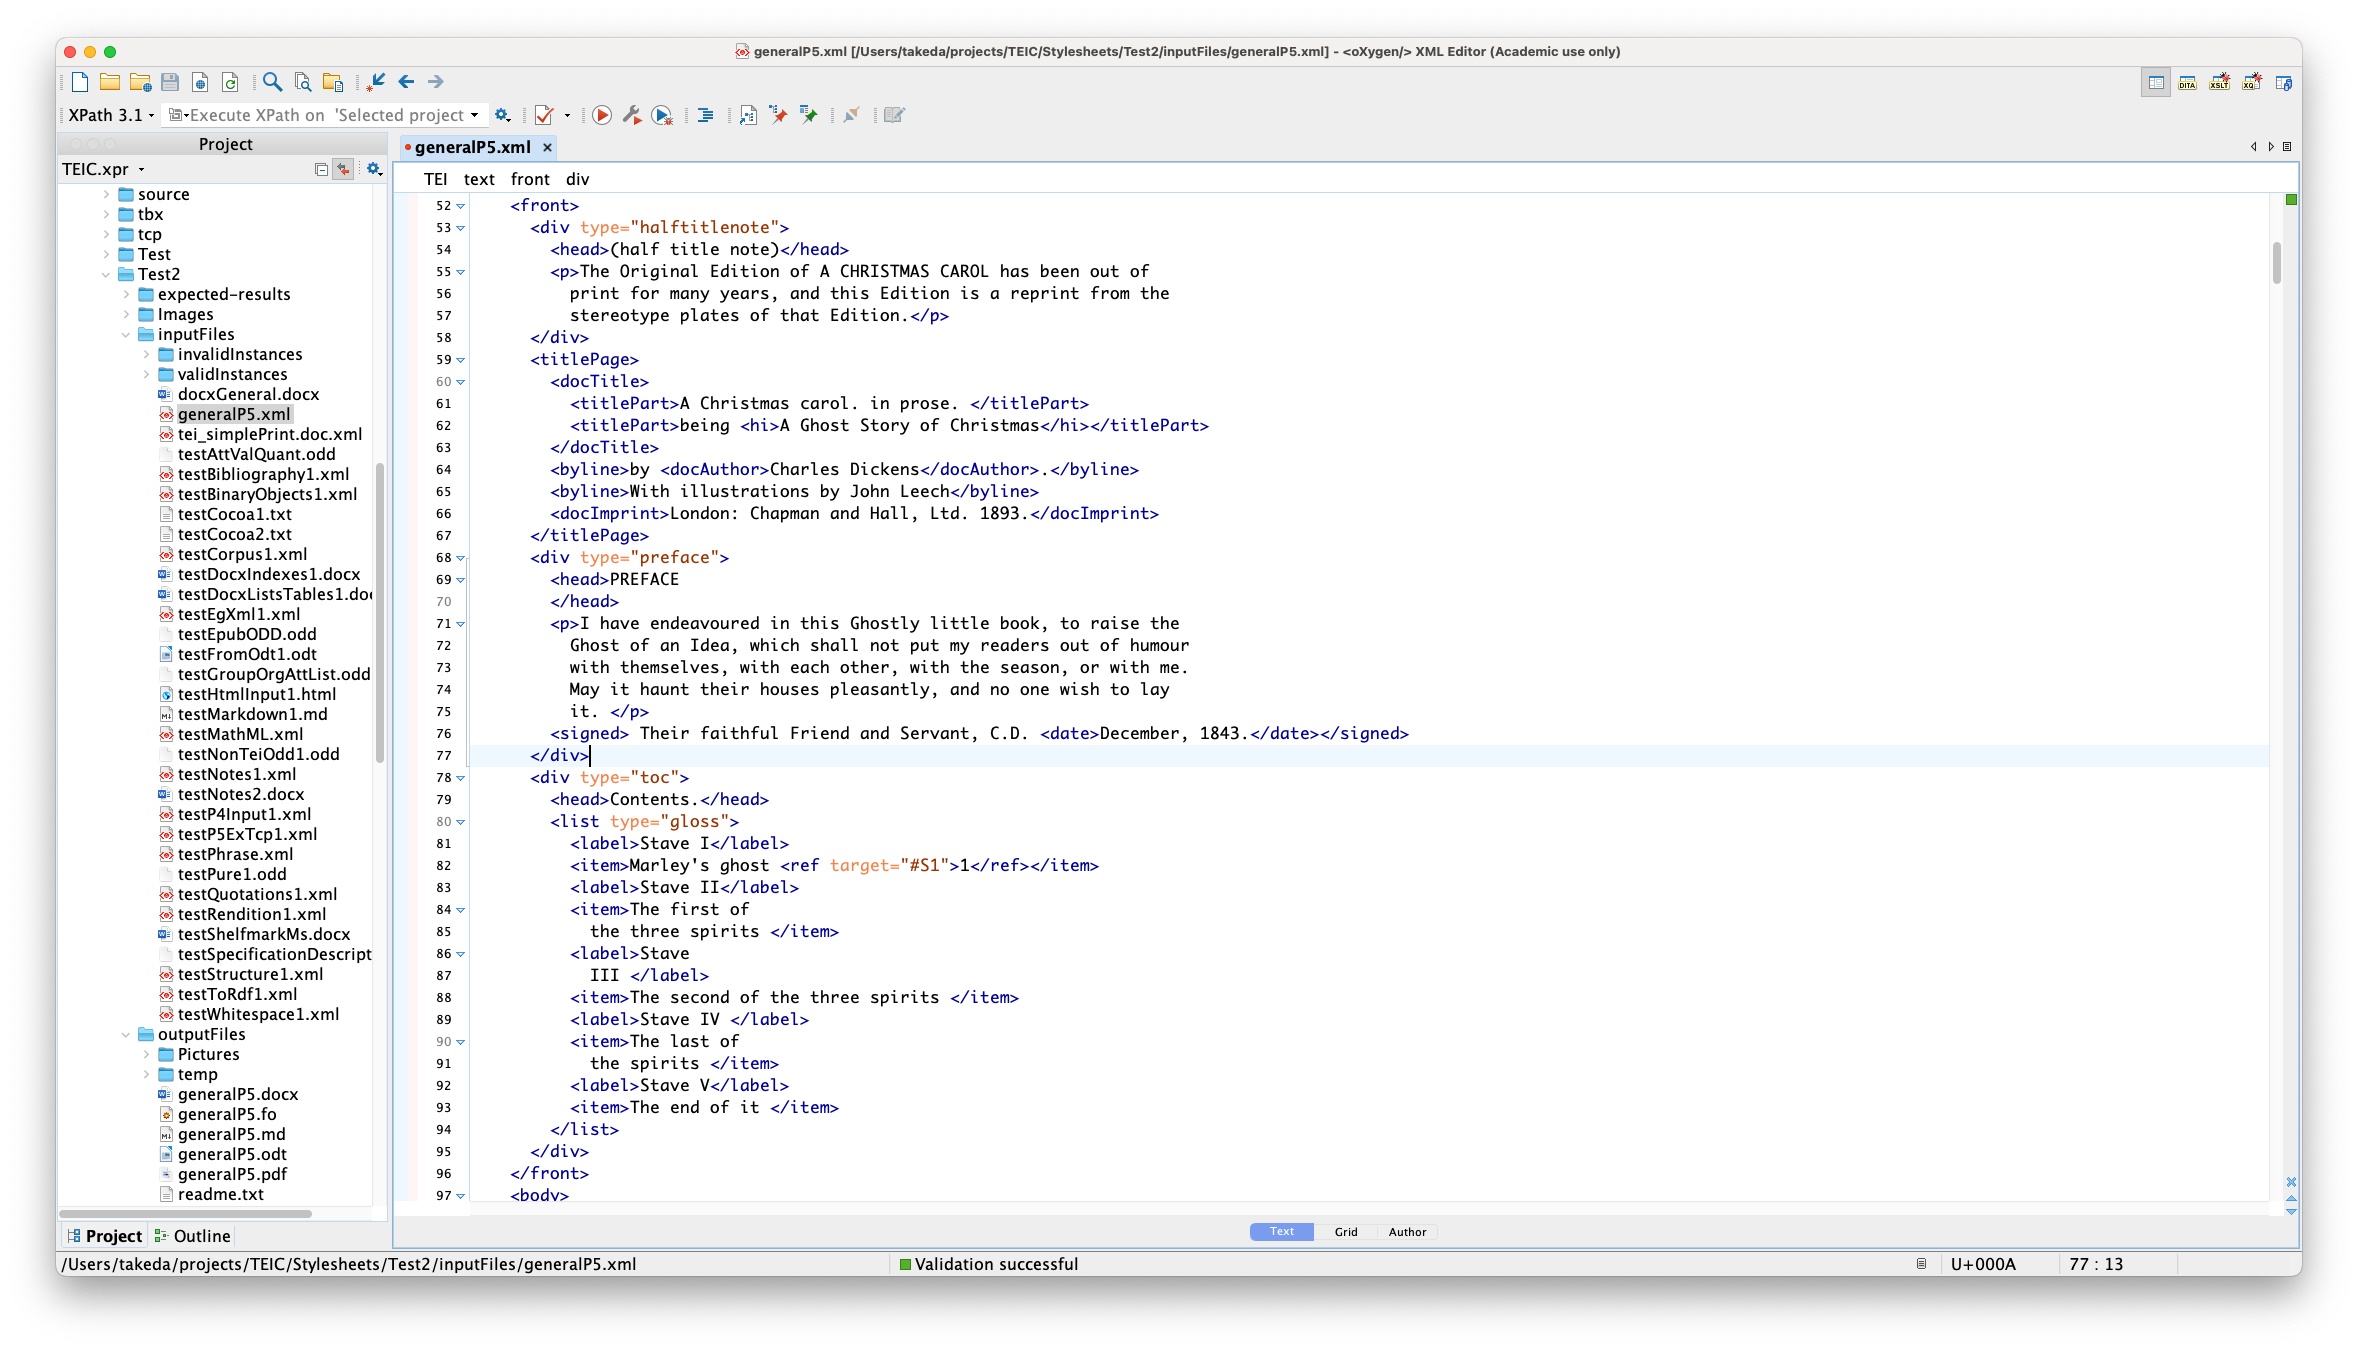 generalP5.xml [/Users/takeda/projects/TEIC/Stylesheets/Test2/inputFiles/generalP5.xml] - <oXygen/> XML Editor (Academic use only)
DITA XSLT XQ
XPath 3.1 Execute XPath on 'Selected project
Project
TEIC.xpr
source
tbx
tcp
Test
Test2
expected-results
Images
inputFiles
invalidInstances
validInstances
docxGeneral.docx
generalP5.xml
tei_simplePrint.doc.xml
testAttValQuant.odd
testBibliography1.xml
testBinaryObjects1.xml
testCocoa1.txt
testCocoa2.txt
testCorpus1.xml
testDocxIndexes1.docx
testDocxListsTables1.do
testEgXml1.xml
testEpubODD.odd
testFromOdt1.odt
testGroupOrgAttList.odd
testHtmlInput1.html
testMarkdown1.md
testMathML.xml
testNonTeiOdd1.odd
testNotes1.xml
testNotes2.docx
testP4Input1.xml
testP5ExTcp1.xml
testPhrase.xml
testPure1.odd
testQuotations1.xml
testRendition1.xml
testShelfmarkMs.docx
testSpecificationDescript
testStructure1.xml
testToRdf1.xml
testWhitespace1.xml
outputFiles
Pictures
temp
generalP5.docx
generalP5.fo
generalP5.md
generalP5.odt
generalP5.pdf
readme.txt
Project Outline
generalP5.xml
TEI text front div
52 <front>
53 <div type="halftitlenote">
54 <head>(half title note)</head>
55 <p>The Original Edition of A CHRISTMAS CAROL has been out of
56 print for many years, and this Edition is a reprint from the
57 stereotype plates of that Edition.</p>
58 </div>
59 <titlePage>
60 <docTitle>
61 <titlePart>A Christmas carol. in prose. </titlePart>
62 <titlePart>being <hi>A Ghost Story of Christmas</hi></titlePart>
63 </docTitle>
64 <byline>by <docAuthor>Charles Dickens</docAuthor>.</byline>
65 <byline>With illustrations by John Leech</byline>
66 <docImprint>London: Chapman and Hall, Ltd. 1893.</docImprint>
67 </titlePage>
68 <div type="preface">
69 <head>PREFACE
70 </head>
71 <p>I have endeavoured in this Ghostly little book, to raise the
72 Ghost of an Idea, which shall not put my readers out of humour
73 with themselves, with each other, with the season, or with me.
74 May it haunt their houses pleasantly, and no one wish to lay
75 it. </p>
76 <signed> Their faithful Friend and Servant, C.D. <date>December, 1843.</date></signed>
77 </div>
78 <div type="toc">
79 <head>Contents.</head>
80 <list type="gloss">
81 <label>Stave I</label>
82 <item>Marley's ghost <ref target="#S1">1</ref></item>
83 <label>Stave II</label>
84 <item>The first of
85 the three spirits </item>
86 <label>Stave
87 III </label>
88 <item>The second of the three spirits </item>
89 <label>Stave IV </label>
90 <item>The last of
91 the spirits </item>
92 <label>Stave V</label>
93 <item>The end of it </item>
94 </list>
95 </div>
96 </front>
97 <body>
Text Grid Author
/Users/takeda/projects/TEIC/Stylesheets/Test2/inputFiles/generalP5.xml Validation successful U+000A 77 : 13